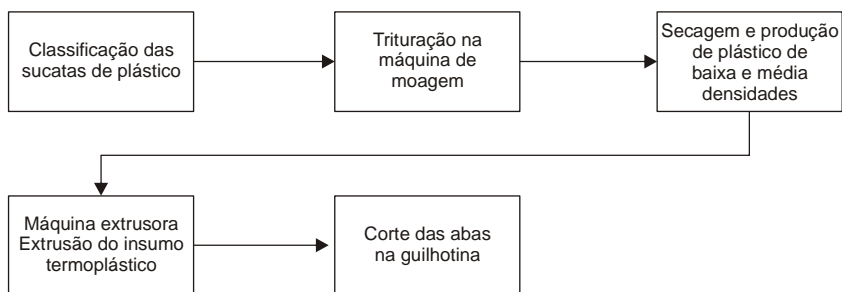 Classificação das
sucatas de plástico
Trituração na
máquina de
moagem
Secagem e produção
de plástico de
baixa e média
densidades
Máquina extrusora
Extrusão do insumo
termoplástico
Corte das abas
na guilhotina